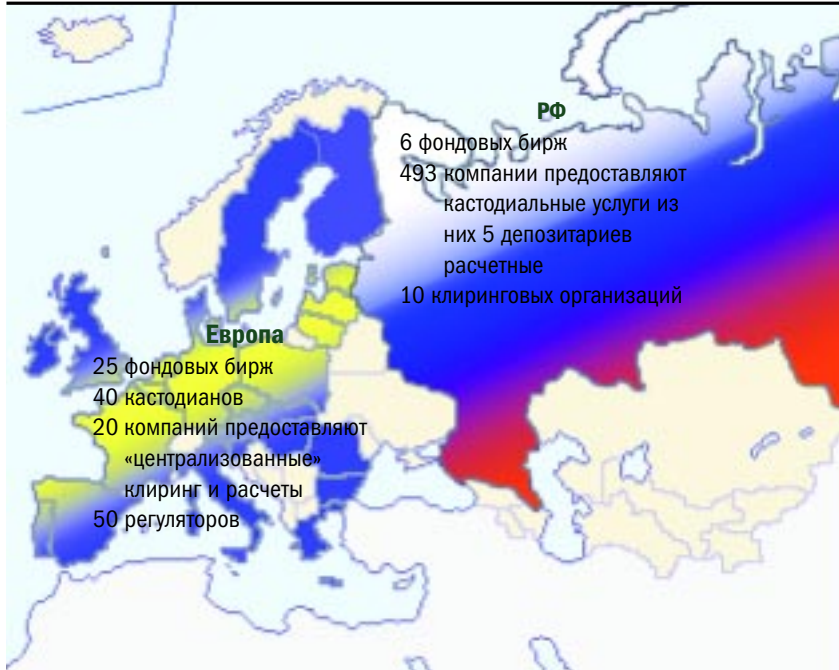 РФ
6 фондовых бирж
493 компании предоставляют
кастодиальные услуги из
них 5 депозитариев
расчетные
10 клиринговых организаций
Европа
25 фондовых бирж
40 кастодианов
20 компаний предоставляют
«централизованные»
клиринг и расчеты
50 регуляторов